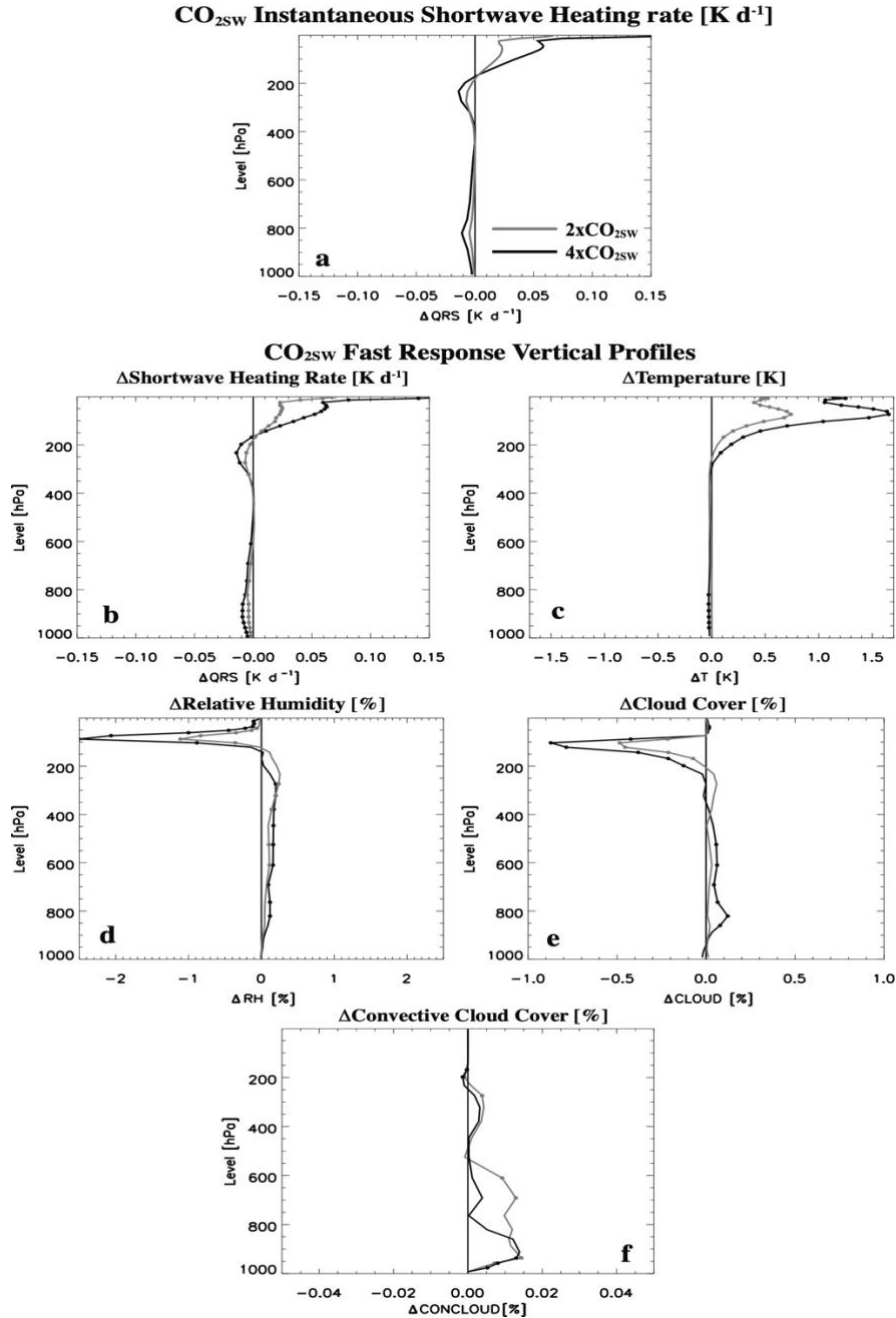 CO2SW Instantaneous Shortwave Heating rate [K d-1]
200
400
Level [hPa]
800
1000
a
2xCO2SW
4xCO2SW
−0.15 −0.10 −0.05 −0.00 0.05 0.10 0.15
ΔQRS [K d−1]
CO2SW Fast Response Vertical Profiles
ΔShortwave Heating Rate [K d-1]
200
400
Level [hPa]
600
800
1000
b
−0.15 −0.10 −0.05 −0.00 0.05 0.10 0.15
ΔQRS [K d−1]
ΔTemperature [K]
200
400
Level [hPa]
600
800
1000
c
−1.5 −1.0 −0.5 0.0 0.5 1.0 1.5
ΔT [K]
ΔRelative Humidity [%]
200
400
Level [hPa]
600
800
1000
d
−2 −1 0 1 2
ΔRH [%]
ΔCloud Cover [%]
200
400
Level [hPa]
600
800
1000
e
−1.0 −0.5 0.0 0.5 1.0
ΔCLOUD [%]
ΔConvective Cloud Cover [%]
200
400
Level [hPa]
600
800
1000
f
−0.04 −0.02 0.00 0.02 0.04
ΔCONCLOUD [%]